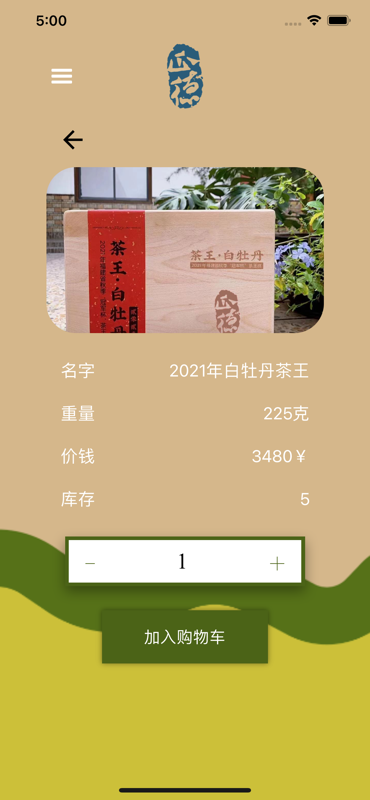 5:00
茶王·白牡丹
茶王·白牡丹
名字 2021年白牡丹茶王
重量 225克
价钱 3480￥
库存 5
− 1 +
加入购物车